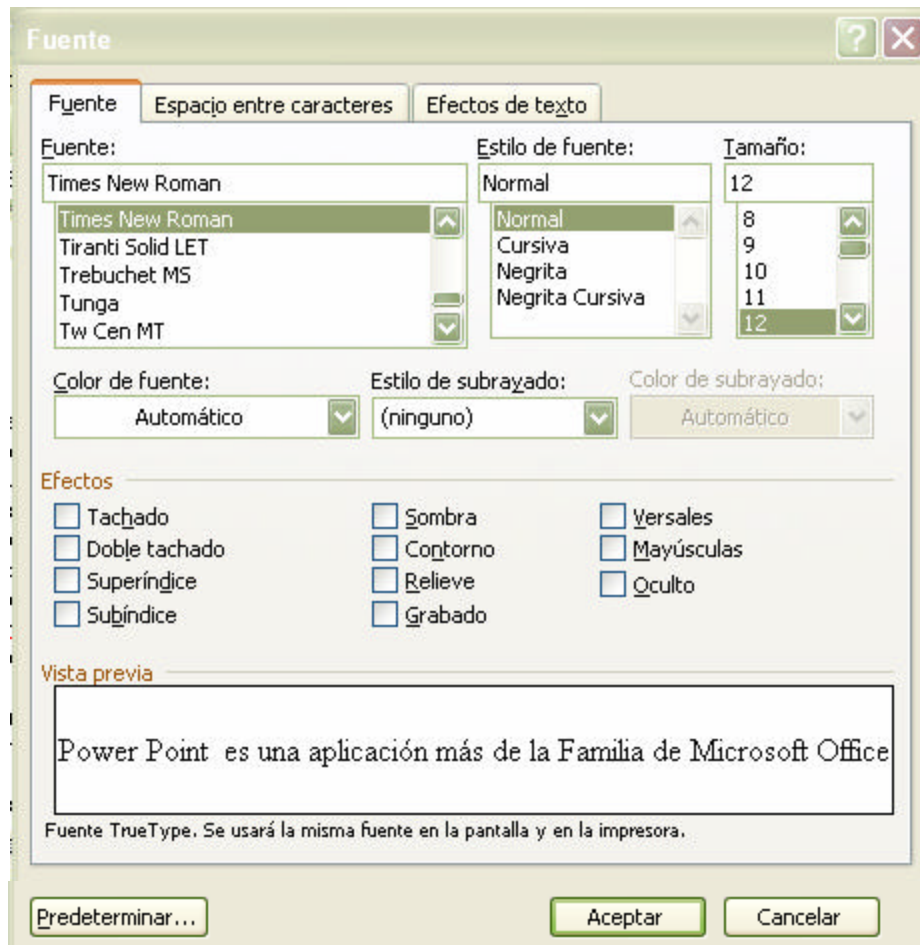 Fuente
Fuente Espacio entre caracteres Efectos de texto
Fuente: Estilo de fuente: Tamaño:
Times New Roman Normal 12
Times New Roman Normal 8
Tiranti Solid LET Cursiva 9
Trebuchet MS Negrita 10
Tunga Negrita Cursiva 11
Tw Cen MT 12
Color de fuente: Estilo de subrayado: Color de subrayado:
Automático (ninguno) Automático
Efectos
Tachado Sombra Versales
Doble tachado Contorno Mayúsculas
Superíndice Relieve Oculto
Subíndice Grabado
Vista previa
Power Point es una aplicación más de la Familia de Microsoft Office
Fuente TrueType. Se usará la misma fuente en la pantalla y en la impresora.
Predeterminar... Aceptar Cancelar